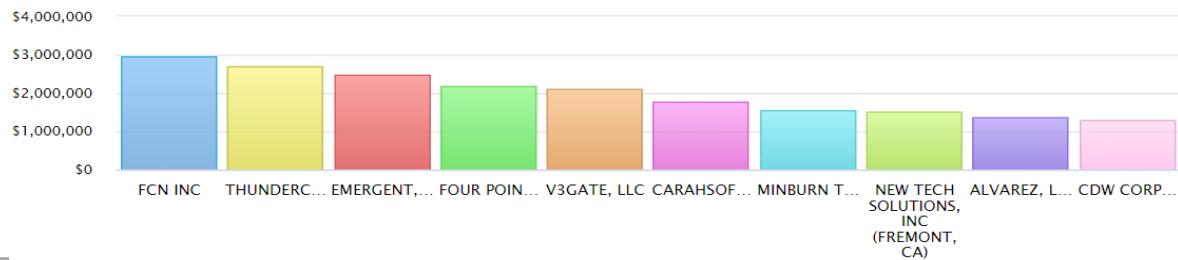 $4,000,000
$3,000,000
$2,000,000
$1,000,000
$0
FCN INC
THUNDERC...
EMERGENT,...
FOUR POIN...
V3GATE, LLC
CARAHSOF...
MINBURN T...
NEW TECH
SOLUTIONS,
INC
(FREMONT,
CA)
ALVAREZ, L...
CDW CORP...